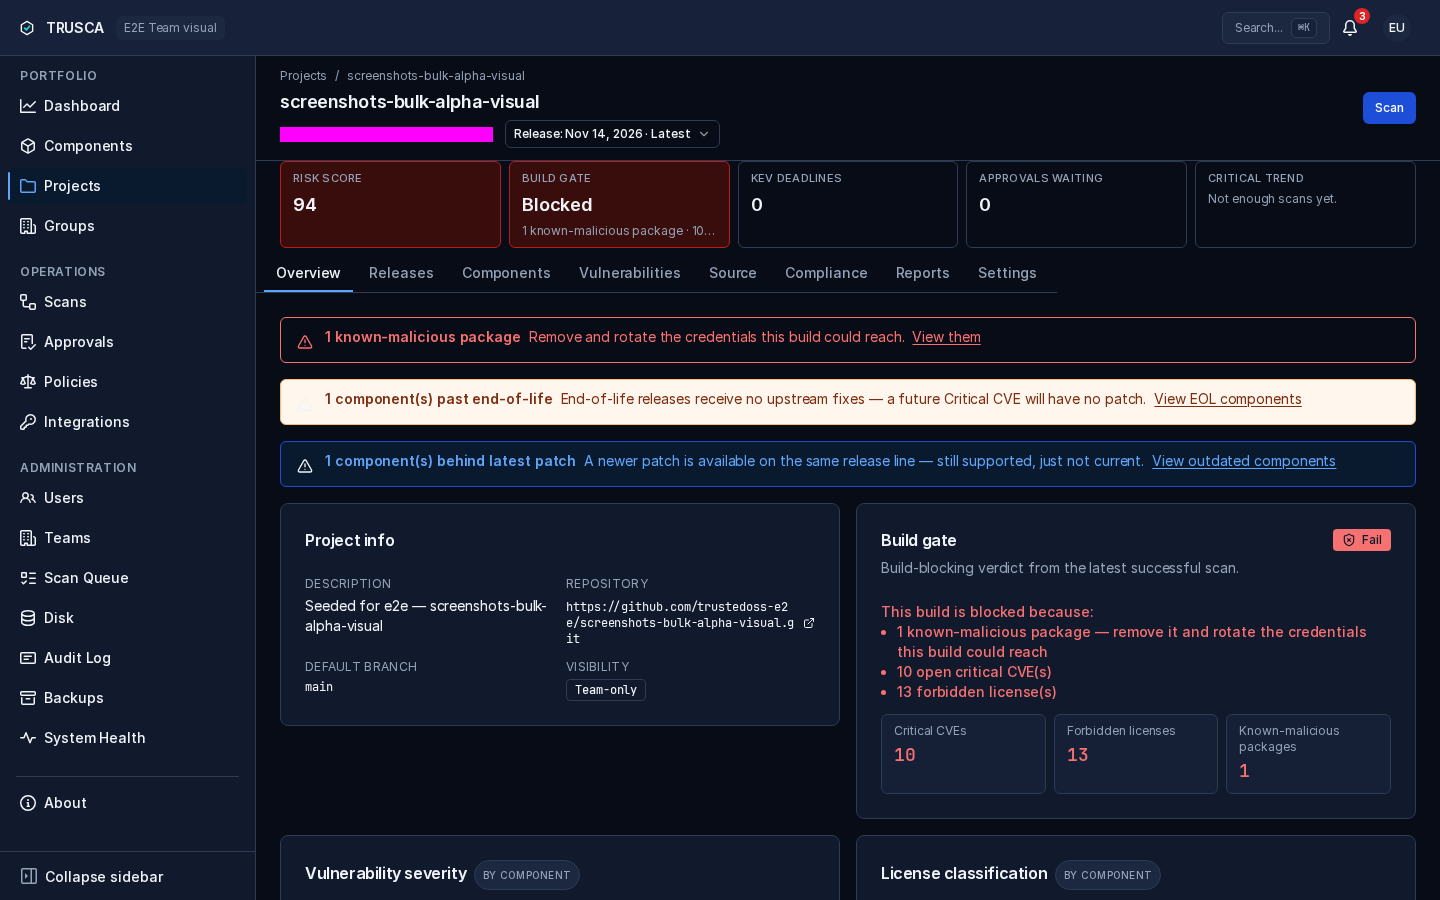 TRUSCA
E2E Team visual
Search...
⌘K
3
EU
PORTFOLIO
Dashboard
Components
Projects
Groups
OPERATIONS
Scans
Approvals
Policies
Integrations
ADMINISTRATION
Users
Teams
Scan Queue
Disk
Audit Log
Backups
System Health
About
Collapse sidebar
Projects / screenshots-bulk-alpha-visual
screenshots-bulk-alpha-visual
Release: Nov 14, 2026 · Latest
Scan
RISK SCORE
94
BUILD GATE
Blocked
1 known-malicious package · 10…
KEV DEADLINES
0
APPROVALS WAITING
0
CRITICAL TREND
Not enough scans yet.
Overview
Releases
Components
Vulnerabilities
Source
Compliance
Reports
Settings
1 known-malicious package Remove and rotate the credentials this build could reach. View them
1 component(s) past end-of-life End-of-life releases receive no upstream fixes — a future Critical CVE will have no patch. View EOL components
1 component(s) behind latest patch A newer patch is available on the same release line — still supported, just not current. View outdated components
Project info
DESCRIPTION
Seeded for e2e — screenshots-bulk-
alpha-visual
REPOSITORY
https://github.com/trustedoss-e2
e/screenshots-bulk-alpha-visual.g
it
DEFAULT BRANCH
main
VISIBILITY
Team-only
Build gate
Fail
Build-blocking verdict from the latest successful scan.
This build is blocked because:
1 known-malicious package — remove it and rotate the credentials
this build could reach
10 open critical CVE(s)
13 forbidden license(s)
Critical CVEs
10
Forbidden licenses
13
Known-malicious
packages
1
Vulnerability severity
BY COMPONENT
License classification
BY COMPONENT